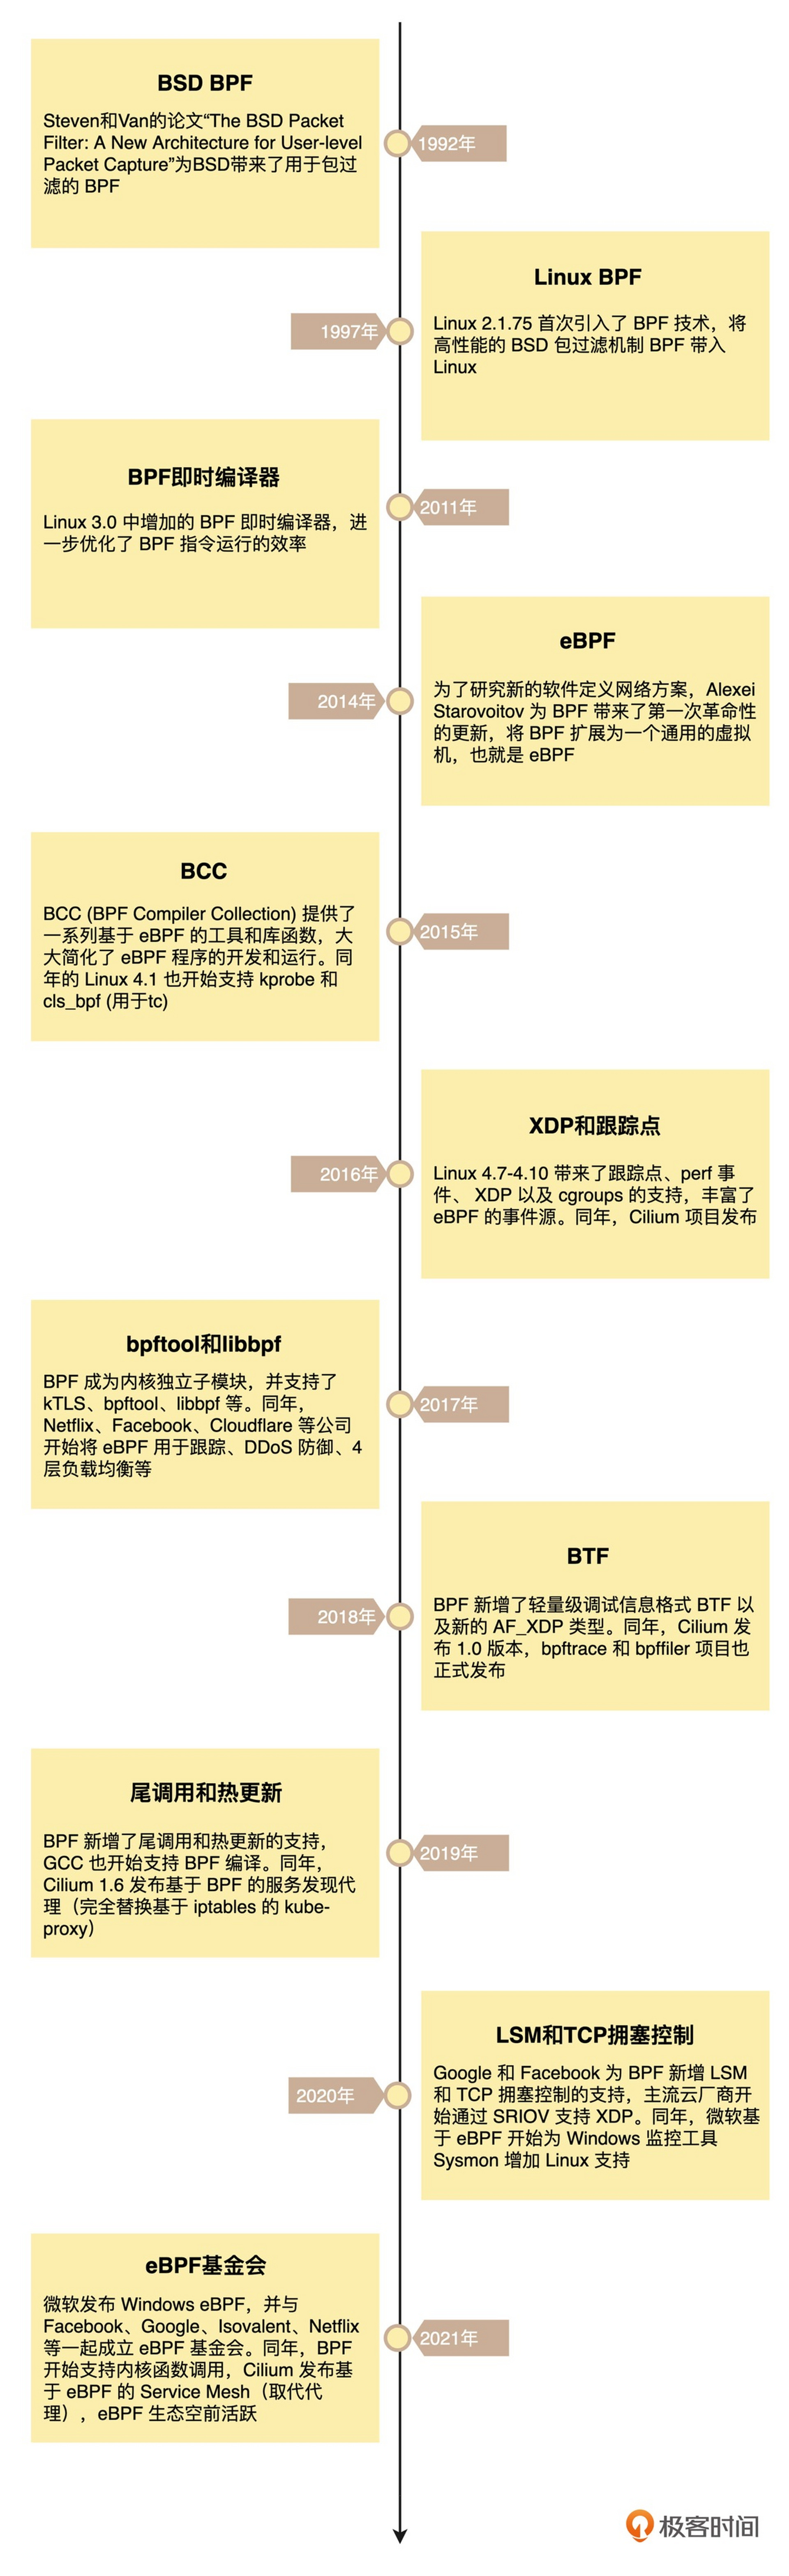 BSD BPF
Steven和Van的论文“The BSD Packet
Filter: A New Architecture for User-level
Packet Capture”为BSD带来了用于包过
滤的 BPF
1992年
Linux BPF
Linux 2.1.75 首次引入了 BPF 技术，将
高性能的 BSD 包过滤机制 BPF 带入
Linux
1997年
BPF即时编译器
Linux 3.0 中增加的 BPF 即时编译器，进
一步优化了 BPF 指令运行的效率
2011年
eBPF
为了研究新的软件定义网络方案，Alexei
Starovoitov 为 BPF 带来了第一次革命性
的更新，将 BPF 扩展为一个通用的虚拟
机，也就是 eBPF
2014年
BCC
BCC (BPF Compiler Collection) 提供了
一系列基于 eBPF 的工具和库函数，大
大简化了 eBPF 程序的开发和运行。同
年的 Linux 4.1 也开始支持 kprobe 和
cls_bpf (用于tc)
2015年
XDP和跟踪点
Linux 4.7-4.10 带来了跟踪点、perf 事
件、 XDP 以及 cgroups 的支持，丰富了
eBPF 的事件源。同年，Cilium 项目发布
2016年
bpftool和libbpf
BPF 成为内核独立子模块，并支持了
kTLS、bpftool、libbpf 等。同年，
Netflix、Facebook、Cloudflare 等公司
开始将 eBPF 用于跟踪、DDoS 防御、4
层负载均衡等
2017年
BTF
BPF 新增了轻量级调试信息格式 BTF 以
及新的 AF_XDP 类型。同年，Cilium 发
布 1.0 版本，bpftrace 和 bpffiler 项目也
正式发布
2018年
尾调用和热更新
BPF 新增了尾调用和热更新的支持，
GCC 也开始支持 BPF 编译。同年，
Cilium 1.6 发布基于 BPF 的服务发现代
理（完全替换基于 iptables 的 kube-
proxy）
2019年
LSM和TCP拥塞控制
Google 和 Facebook 为 BPF 新增 LSM
和 TCP 拥塞控制的支持，主流云厂商开
始通过 SRIOV 支持 XDP。同年，微软基
于 eBPF 开始为 Windows 监控工具
Sysmon 增加 Linux 支持
2020年
eBPF基金会
微软发布 Windows eBPF，并与
Facebook、Google、Isovalent、Netflix
等一起成立 eBPF 基金会。同年，BPF
开始支持内核函数调用，Cilium 发布基
于 eBPF 的 Service Mesh（取代代
理），eBPF 生态空前活跃
2021年
极客时间